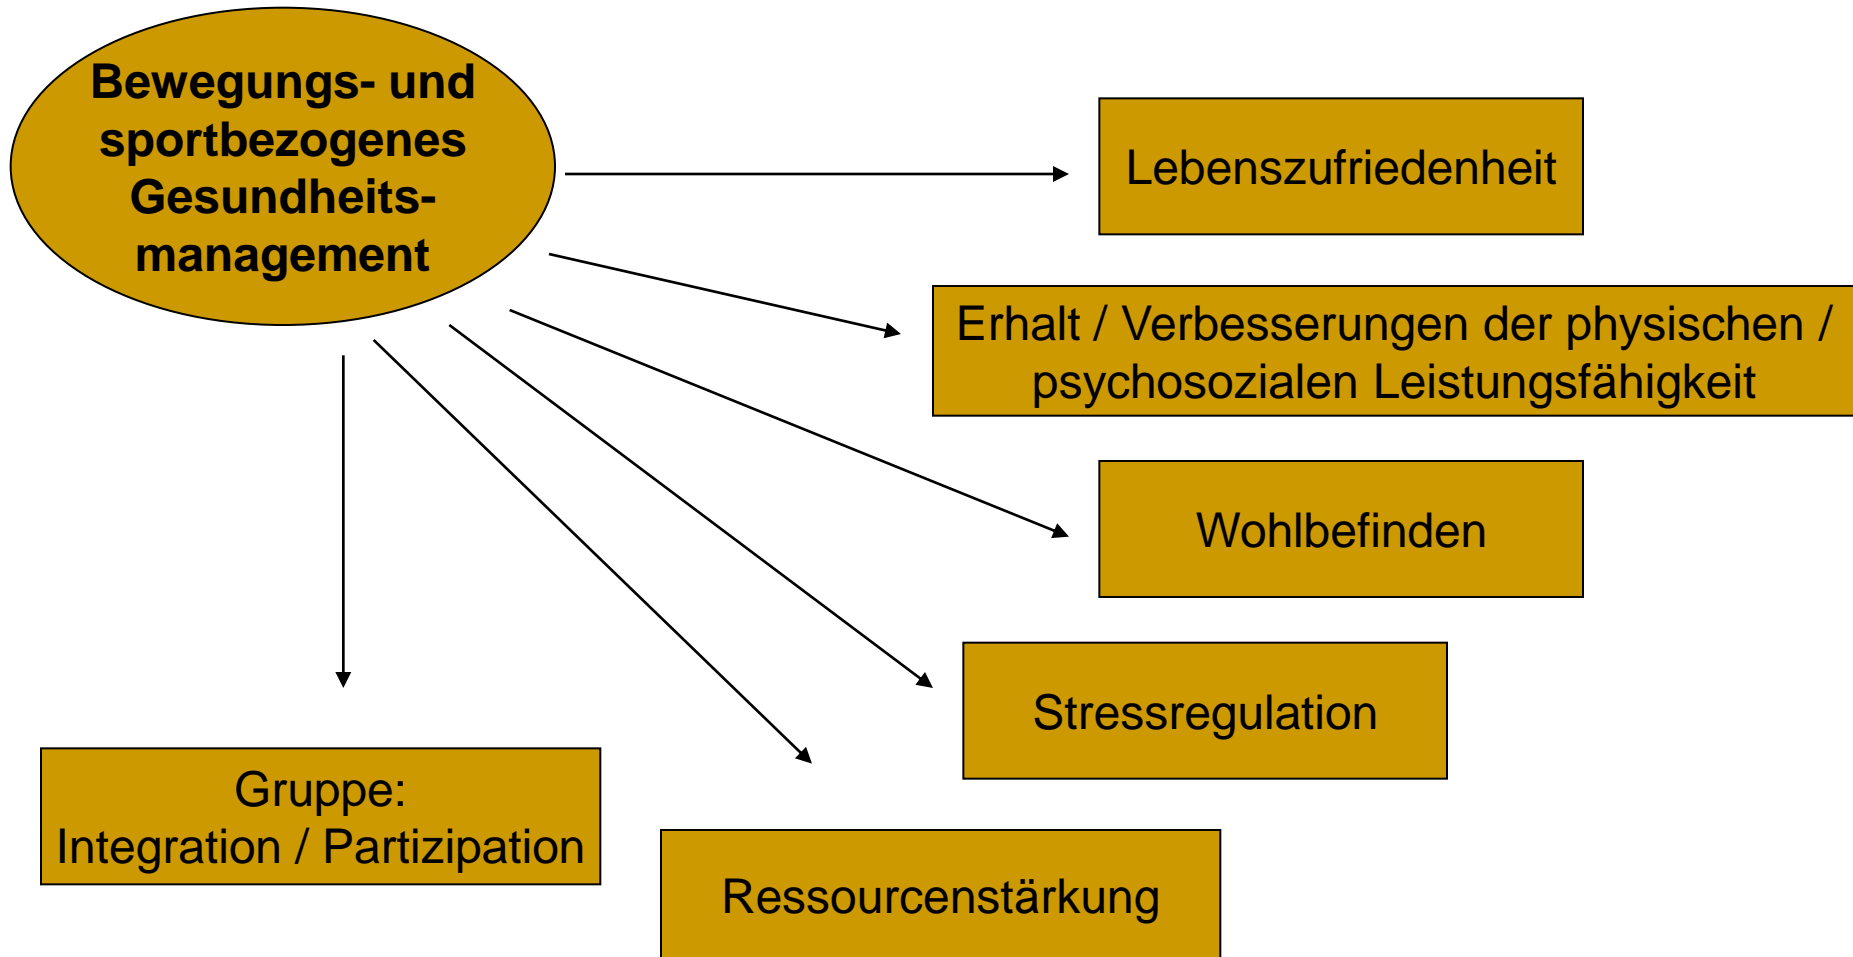 Bewegungs- und
sportbezogenes
Gesundheits-
management
Lebenszufriedenheit
Erhalt / Verbesserungen der physischen /
psychosozialen Leistungsfähigkeit
Wohlbefinden
Stressregulation
Gruppe:
Integration / Partizipation
Ressourcenstärkung